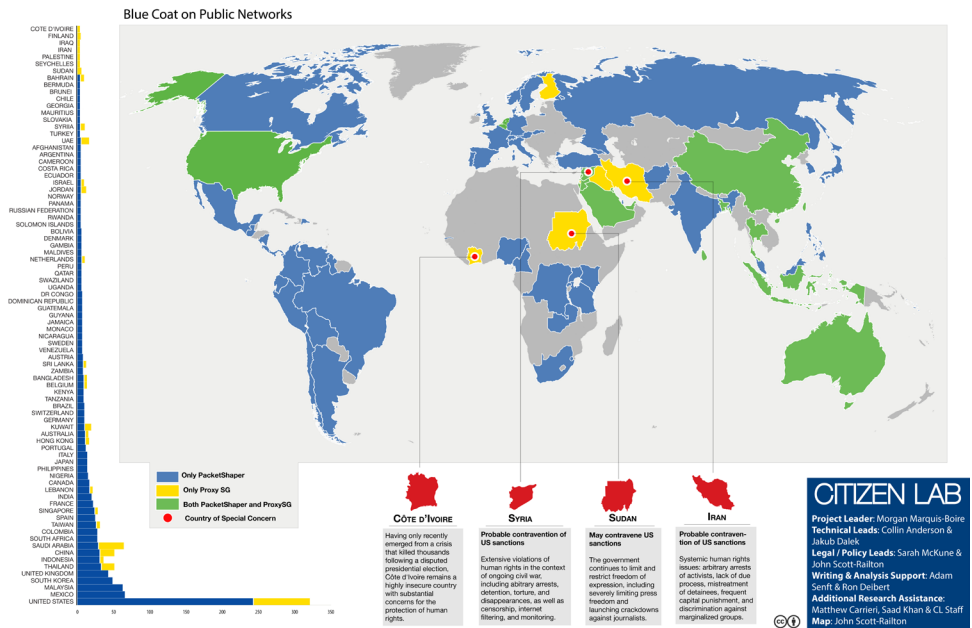 Blue Coat on Public Networks
COTE D'IVOIRE
FINLAND
IRAQ
IRAN
PALESTINE
SEYCHELLES
SUDAN
BAHRAIN
BERMUDA
BRUNEI
CHILE
GEORGIA
MAURITIUS
SLOVAKIA
SYRIIA
TURKEY
UAE
AFGHANISTAN
ARGENTINA
CAMEROON
COSTA RICA
ECUADOR
ISRAEL
JORDAN
NORWAY
PANAMA
RUSSIAN FEDERATION
RWANDA
SOLOMON ISLANDS
BOLIVIA
DENMARK
GAMBIA
MALDIVES
NETHERLANDS
PERU
QATAR
SWAZILAND
UGANDA
DR CONGO
DOMINICAN REPUBLIC
GUATEMALA
GUYANA
JAMAICA
MONACO
NICARAGUA
SWEDEN
VENEZUELA
AUSTRIA
SRI LANKA
ZAMBIA
BANGLADESH
BELGIUM
KENYA
TANZANIA
BRAZIL
SWITZERLAND
GERMANY
KUWAIT
AUSTRALIA
HONG KONG
PORTUGAL
ITALY
JAPAN
PHILIPPINES
NIGERIA
CANADA
LEBANON
INDIA
FRANCE
SINGAPORE
SPAIN
TAIWAN
COLOMBIA
SOUTH AFRICA
SAUDI ARABIA
CHINA
INDONESIA
THAILAND
UNITED KINGDOM
SOUTH KOREA
MALAYSIA
MEXICO
UNITED STATES
0 50 100 150 200 250 300 350
Only PacketShaper
Only Proxy SG
Both PacketShaper and ProxySG
Country of Special Concern
CÔTE D'IVOIRE
Having only recently
emerged from a crisis
that killed thousands
following a disputed
presidential election,
Côte d'Ivoire remains a
highly insecure country
with substantial
concerns for the
protection of human
rights.
SYRIA
Probable contravention of
US sanctions
Extensive violations of
human rights in the context
of ongoing civil war,
including abitrary arrests,
detention, torture, and
disappearances, as well as
censorship, internet
filtering, and monitoring.
SUDAN
May contravene US
sanctions
The government
continues to limit and
restrict freedom of
expression, including
severely limiting press
freedom and
launching crackdowns
against journalists.
IRAN
Probable contraven-
tion of US sanctions
Systemic human rights
issues: arbitrary arrests
of activists, lack of due
process, mistreatment
of detainees, frequent
capital punishment, and
discrimination against
marginalized groups.
CITIZEN LAB
Project Leader: Morgan Marquis-Boire
Technical Leads: Collin Anderson &
Jakub Dalek
Legal / Policy Leads: Sarah McKune &
John Scott-Railton
Writing & Analysis Support: Adam
Senft & Ron Deibert
Additional Research Assistance:
Matthew Carrieri, Saad Khan & CL Staff
Map: John Scott-Railton
cc